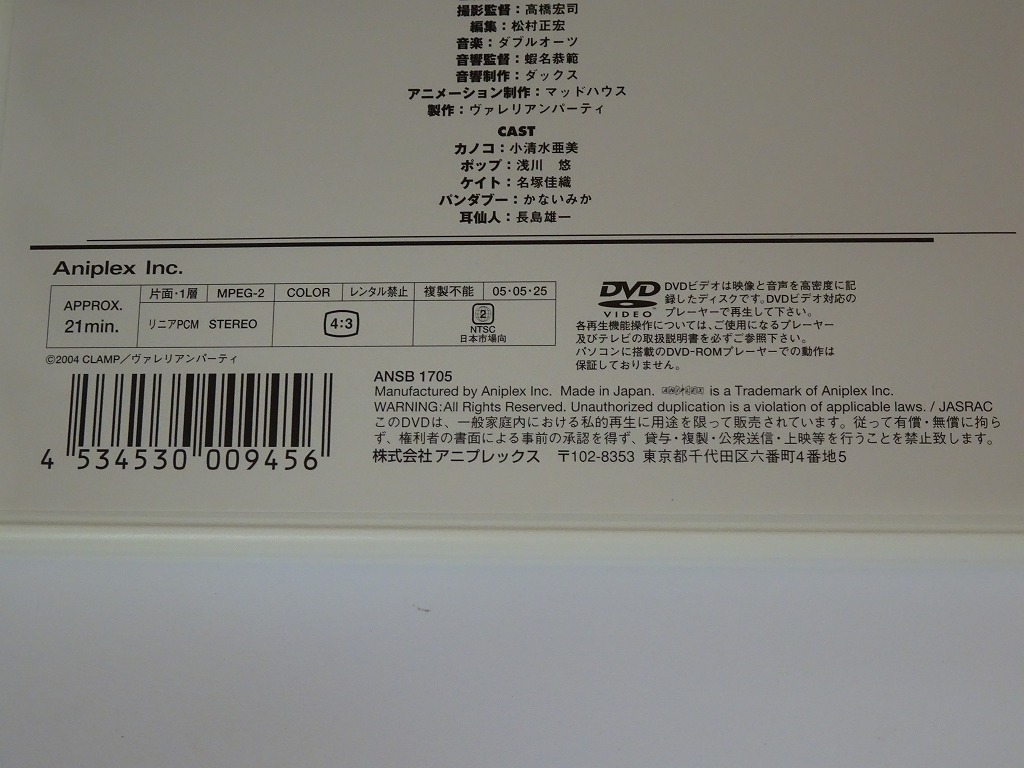 撮影監督：高橋宏司
編集：松村正宏
音楽：ダブルオーツ
音響監督：蝦名恭範
音響制作：ダックス
アニメーション制作：マッドハウス
製作：ヴァレリアンパーティ
CAST
カノコ：小清水亜美
ポップ：浅川　悠
ケイト：名塚佳織
パンダブー：かないみか
耳仙人：長島雄一
Aniplex Inc.
APPROX.
21min.
片面・1層 MPEG-2 COLOR レンタル禁止 複製不能 05・05・25
リニアPCM STEREO 4:3 2
NTSC
日本市場向
©2004 CLAMP／ヴァレリアンパーティ
DVD
VIDEO
DVDビデオは映像と音声を高密度に記
録したディスクです。DVDビデオ対応の
プレーヤーで再生して下さい。
各再生機能操作については、ご使用になるプレーヤー
及びテレビの取扱説明書を必ずご参照下さい。
パソコンに搭載のDVD-ROMプレーヤーでの動作は
保証しておりません。
4 534530 009456
ANSB 1705
Manufactured by Aniplex Inc. Made in Japan. is a Trademark of Aniplex Inc.
WARNING:All Rights Reserved. Unauthorized duplication is a violation of applicable laws. / JASRAC
このDVDは、一般家庭内における私的再生に用途を限って販売されています。従って有償・無償に拘ら
ず、権利者の書面による事前の承認を得ず、貸与・複製・公衆送信・上映等を行うことを禁止致します。
株式会社アニプレックス　〒102-8353 東京都千代田区六番町4番地5